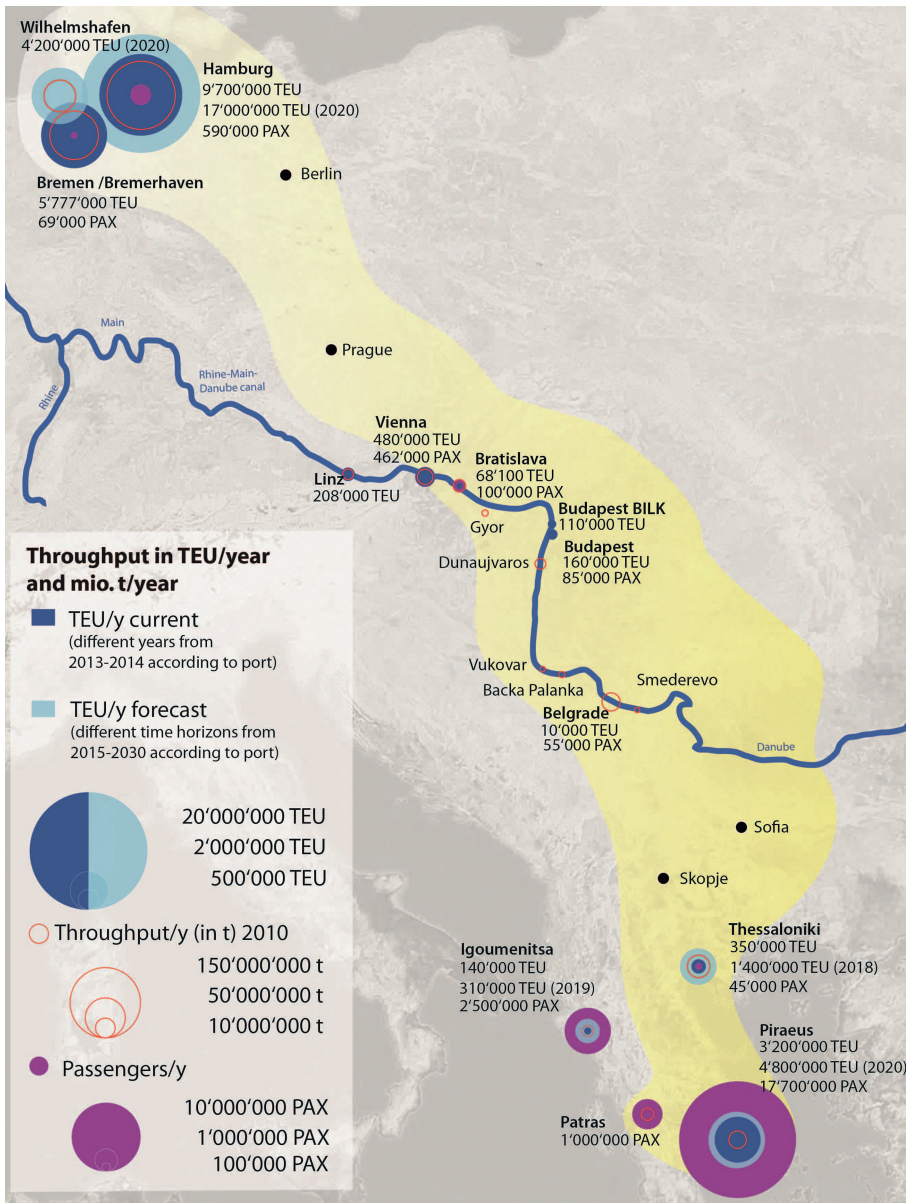 Wilhelmshafen
4‘200‘000 TEU (2020)
Hamburg
9‘700‘000 TEU
17‘000‘000 TEU (2020)
590‘000 PAX
Bremen /Bremerhaven
5‘777‘000 TEU
69‘000 PAX
Berlin
Main
Prague
Rhine
Rhine-Main-
Danube canal
Vienna
480‘000 TEU
462‘000 PAX
Linz
208‘000 TEU
Bratislava
68‘100 TEU
100‘000 PAX
Gyor
Budapest BILK
110‘000 TEU
Budapest
160‘000 TEU
85‘000 PAX
Dunaujvaros
Vukovar
Backa Palanka
Smederevo
Belgrade
10‘000 TEU
55‘000 PAX
Danube
Sofia
Skopje
Thessaloniki
350‘000 TEU
1‘400‘000 TEU (2018)
45‘000 PAX
Igoumenitsa
140‘000 TEU
310‘000 TEU (2019)
2‘500‘000 PAX
Piraeus
3‘200‘000 TEU
4‘800‘000 TEU (2020)
17‘700‘000 PAX
Patras
1‘000‘000 PAX
Throughput in TEU/year
and mio. t/year
TEU/y current
(different years from
2013-2014 according to port)
TEU/y forecast
(different time horizons from
2015-2030 according to port)
20‘000‘000 TEU
2‘000‘000 TEU
500‘000 TEU
Throughput/y (in t) 2010
150‘000‘000 t
50‘000‘000 t
10‘000‘000 t
Passengers/y
10‘000‘000 PAX
1‘000‘000 PAX
100‘000 PAX